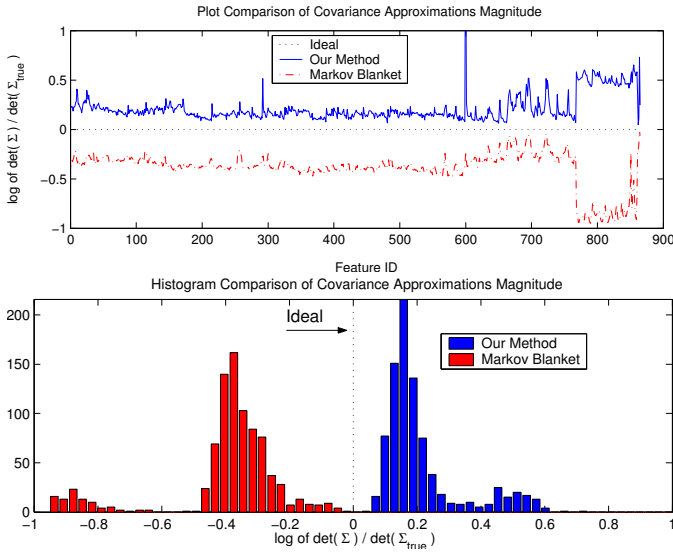 Plot Comparison of Covariance Approximations Magnitude
1
0.5
0
−0.5
−1
log of det( Σ ) / det( Σtrue)
Ideal
Our Method
Markov Blanket
0 100 200 300 400 500 600 700 800 900
Feature ID
Histogram Comparison of Covariance Approximations Magnitude
200
150
100
50
0
Ideal
Our Method
Markov Blanket
−1 −0.8 −0.6 −0.4 −0.2 0 0.2 0.4 0.6 0.8 1
log of det( Σ ) / det( Σtrue)